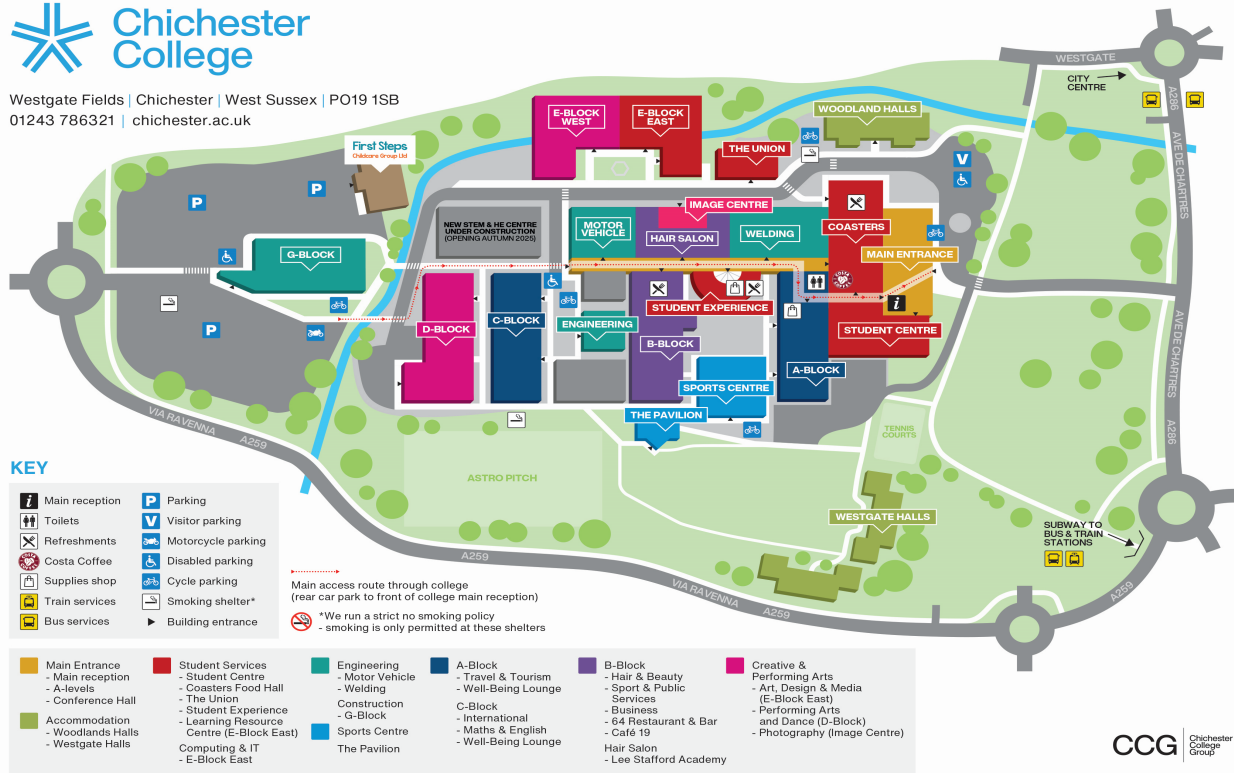 Chichester
College
Westgate Fields | Chichester | West Sussex | PO19 1SB
01243 786321 | chichester.ac.uk
WESTGATE
CITY
CENTRE
A286
AVE DE CHARTRES
WOODLAND HALLS
E-BLOCK
WEST
E-BLOCK
EAST
THE UNION
First Steps
Childcare Group Ltd
P
P
V
IMAGE CENTRE
NEW STEM & HE CENTRE
UNDER CONSTRUCTION
(OPENING AUTUMN 2025)
MOTOR
VEHICLE
HAIR SALON
WELDING
COASTERS
MAIN ENTRANCE
G-BLOCK
COSTA
COFFEE
i
STUDENT EXPERIENCE
P
D-BLOCK
C-BLOCK
ENGINEERING
B-BLOCK
STUDENT CENTRE
A-BLOCK
SPORTS CENTRE
THE PAVILION
AVE DE CHARTRES
A286
VIA RAVENNA
A259
TENNIS
COURTS
ASTRO PITCH
WESTGATE HALLS
SUBWAY TO
BUS & TRAIN
STATIONS
A259
VIA RAVENNA
A259
A259
KEY
i Main reception
Toilets
Refreshments
Costa Coffee
Supplies shop
Train services
Bus services
P Parking
V Visitor parking
Motorcycle parking
Disabled parking
Cycle parking
Smoking shelter*
Building entrance
Main access route through college
(rear car park to front of college main reception)
*We run a strict no smoking policy
- smoking is only permitted at these shelters
Main Entrance
- Main reception
- A-levels
- Conference Hall
Accommodation
- Woodlands Halls
- Westgate Halls
Student Services
- Student Centre
- Coasters Food Hall
- The Union
- Student Experience
- Learning Resource
Centre (E-Block East)
Computing & IT
- E-Block East
Engineering
- Motor Vehicle
- Welding
Construction
- G-Block
Sports Centre
The Pavilion
A-Block
- Travel & Tourism
- Well-Being Lounge
C-Block
- International
- Maths & English
- Well-Being Lounge
B-Block
- Hair & Beauty
- Sport & Public
Services
- Business
- 64 Restaurant & Bar
- Café 19
Hair Salon
- Lee Stafford Academy
Creative &
Performing Arts
- Art, Design & Media
(E-Block East)
- Performing Arts
and Dance (D-Block)
- Photography (Image Centre)
CCG
Chichester
College
Group